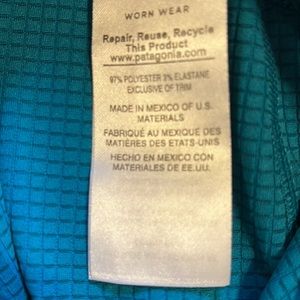 WORN WEAR
Repair, Reuse, Recycle
This Product
www.patagonia.com
97% POLYESTER 3% ELASTANE
EXCLUSIVE OF TRIM
MADE IN MEXICO OF U.S.
MATERIALS
FABRIQUÉ AU MEXIQUE DES
MATIÈRES DES ETATS-UNIS
HECHO EN MEXICO CON
MATERIALES DE EE.UU.